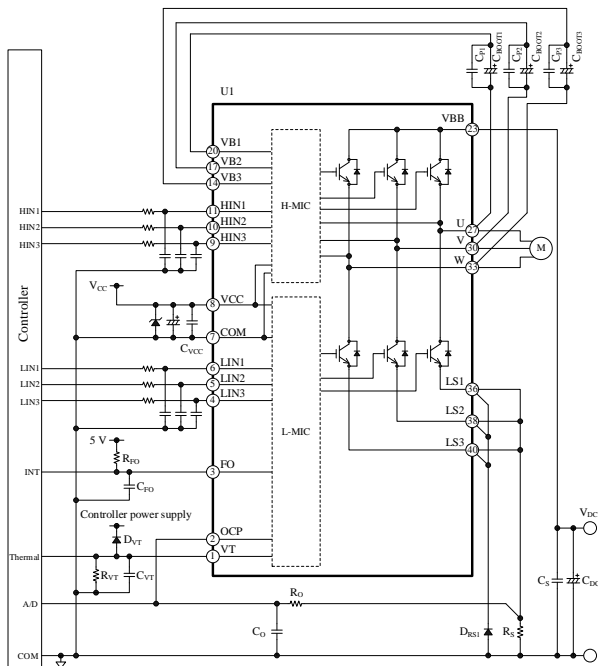 CP1
CBOOT1
CP2
CBOOT2
CP3
CBOOT3
U1
VBB
23
20
VB1
17
VB2
14
VB3
HIN1
11
HIN1
HIN2
10
HIN2
HIN3
9
HIN3
H-MIC
U
27
V
30
W
33
M
VCC
8
VCC
7
COM
CVCC
Controller
LIN1
6
LIN1
LIN2
5
LIN2
LIN3
4
LIN3
L-MIC
LS1
36
LS2
38
LS3
40
5 V
RFO
INT
3
FO
CFO
Controller power supply
DVT
2
OCP
1
VT
Thermal
RVT
CVT
A/D
RO
CO
DRS1
RS
VDC
CS
CDC
COM